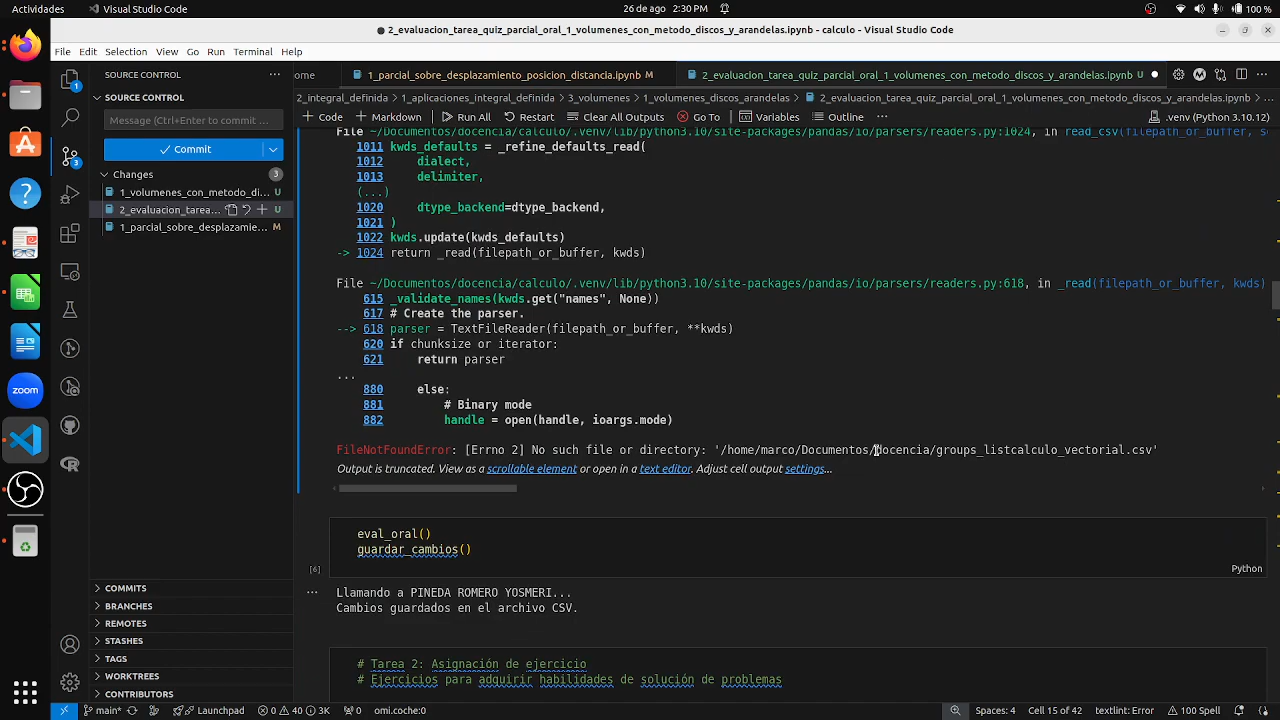 Actividades
Visual Studio Code
26 de ago 2:30 PM
100 %
2_evaluacion_tarea_quiz_parcial_oral_1_volumenes_con_metodo_discos_y_arandelas.ipynb - calculo - Visual Studio Code
File Edit Selection View Go Run Terminal Help
SOURCE CONTROL
ome
1_parcial_sobre_desplazamiento_posicion_distancia.ipynb M
2_evaluacion_tarea_quiz_parcial_oral_1_volumenes_con_metodo_discos_y_arandelas.ipynb U
SOURCE CONTROL
2_integral_definida > 1_aplicaciones_integral_definida > 3_volumenes > 1_volumenes_discos_arandelas > 2_evaluacion_tarea_quiz_parcial_oral_1_volumenes_con_metodo_discos_y_arandelas.ipynb > ...
Message (Ctrl+Enter to commit ...
+ Code + Markdown Run All Restart Clear All Outputs Go To Variables Outline ... .venv (Python 3.10.12)
Commit
Changes 3
1_volumenes_con_metodo_di... U
2_evaluacion_tarea... U
1_parcial_sobre_desplazamie... M
File ~/Documentos/docencia/calculo/.venv/lib/python3.10/site-packages/pandas/io/parsers/readers.py:1024, in read_csv(filepath_or_buffer, se
1011 kwds_defaults = _refine_defaults_read(
1012 dialect,
1013 delimiter,
(...)
1020 dtype_backend=dtype_backend,
1021 )
1022 kwds.update(kwds_defaults)
-> 1024 return _read(filepath_or_buffer, kwds)
File ~/Documentos/docencia/calculo/.venv/lib/python3.10/site-packages/pandas/io/parsers/readers.py:618, in _read(filepath_or_buffer, kwds)
615 _validate_names(kwds.get("names", None))
617 # Create the parser.
--> 618 parser = TextFileReader(filepath_or_buffer, **kwds)
620 if chunksize or iterator:
621 return parser
...
880 else:
881 # Binary mode
882 handle = open(handle, ioargs.mode)
FileNotFoundError: [Errno 2] No such file or directory: '/home/marco/Documentos/docencia/groups_listcalculo_vectorial.csv'
Output is truncated. View as a scrollable element or open in a text editor. Adjust cell output settings...
eval_oral()
guardar_cambios()
[6]
Python
Llamando a PINEDA ROMERO YOSMERI...
Cambios guardados en el archivo CSV.
# Tarea 2: Asignación de ejercicio
# Ejercicios para adquirir habilidades de solución de problemas
COMMITS
BRANCHES
REMOTES
STASHES
TAGS
WORKTREES
CONTRIBUTORS
zoom
main* Launchpad 0 40 3K 0 omi.coche:0 Spaces: 4 Cell 15 of 42 textlint: Error 100 Spell